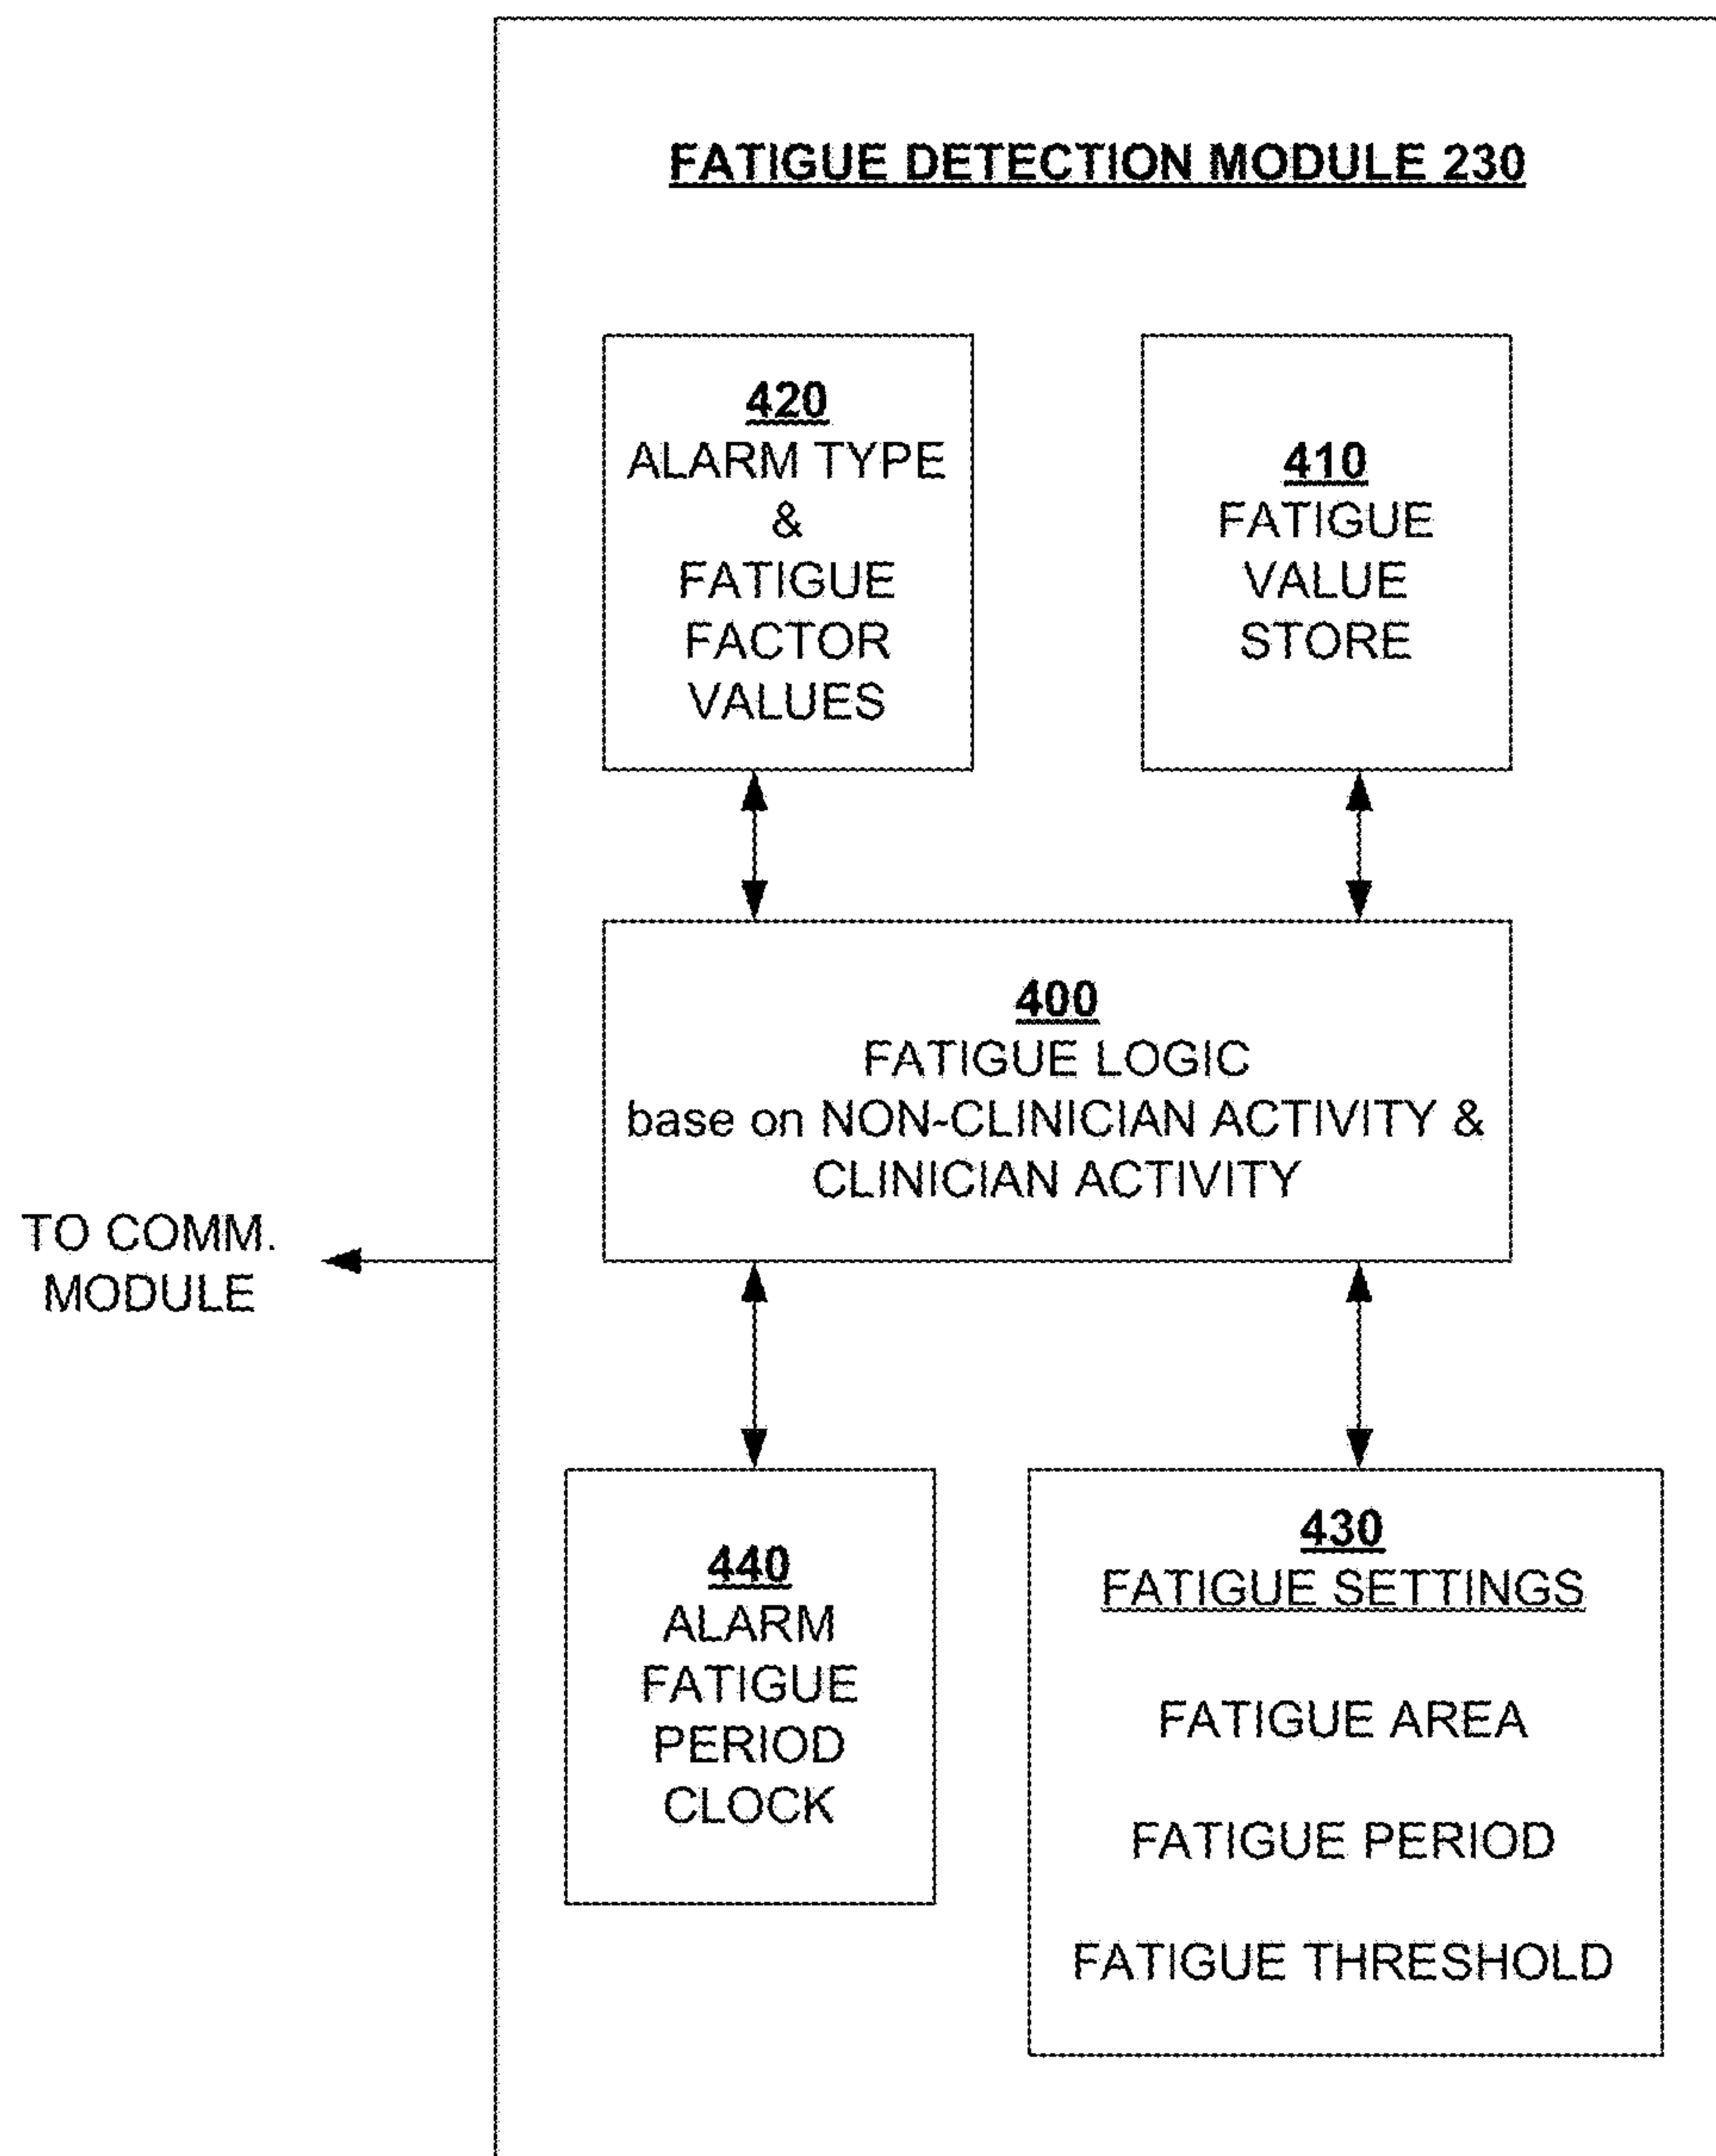 FATIGUE DETECTION MODULE 230
420
ALARM TYPE
&
FATIGUE
FACTOR
VALUES
410
FATIGUE
VALUE
STORE
400
FATIGUE LOGIC
base on NON-CLINICIAN ACTIVITY &
CLINICIAN ACTIVITY
TO COMM.
MODULE
440
ALARM
FATIGUE
PERIOD
CLOCK
430
FATIGUE SETTINGS
FATIGUE AREA
FATIGUE PERIOD
FATIGUE THRESHOLD